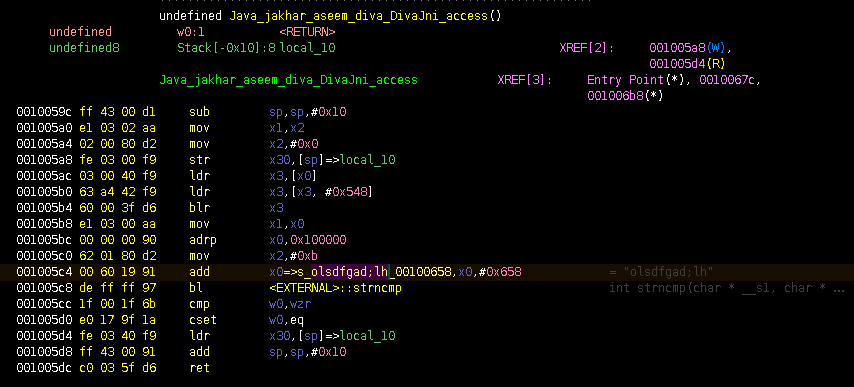 undefined Java_jakhar_aseem_diva_DivaJni_access()
undefined w0:1 <RETURN>
undefined8 Stack[-0x10]:8 local_10 XREF[2]: 001005a8(W),
001005d4(R)
Java_jakhar_aseem_diva_DivaJni_access XREF[3]: Entry Point(*), 0010067c,
001006b8(*)
0010059c ff 43 00 d1 sub sp,sp,#0x10
001005a0 e1 03 02 aa mov x1,x2
001005a4 02 00 80 d2 mov x2,#0x0
001005a8 fe 03 00 f9 str x30,[sp]=>local_10
001005ac 03 00 40 f9 ldr x3,[x0]
001005b0 63 a4 42 f9 ldr x3,[x3, #0x548]
001005b4 60 00 3f d6 blr x3
001005b8 e1 03 00 aa mov x1,x0
001005bc 00 00 00 90 adrp x0,0x100000
001005c0 62 01 80 d2 mov x2,#0xb
001005c4 00 60 19 91 add x0=>s_olsdfgad;lh_00100658,x0,#0x658 = "olsdfgad;lh"
001005c8 de ff ff 97 bl <EXTERNAL>::strncmp int strncmp(char * __s1, char * ...
001005cc 1f 00 1f 6b cmp w0,wzr
001005d0 e0 17 9f 1a cset w0,eq
001005d4 fe 03 40 f9 ldr x30,[sp]=>local_10
001005d8 ff 43 00 91 add sp,sp,#0x10
001005dc c0 03 5f d6 ret